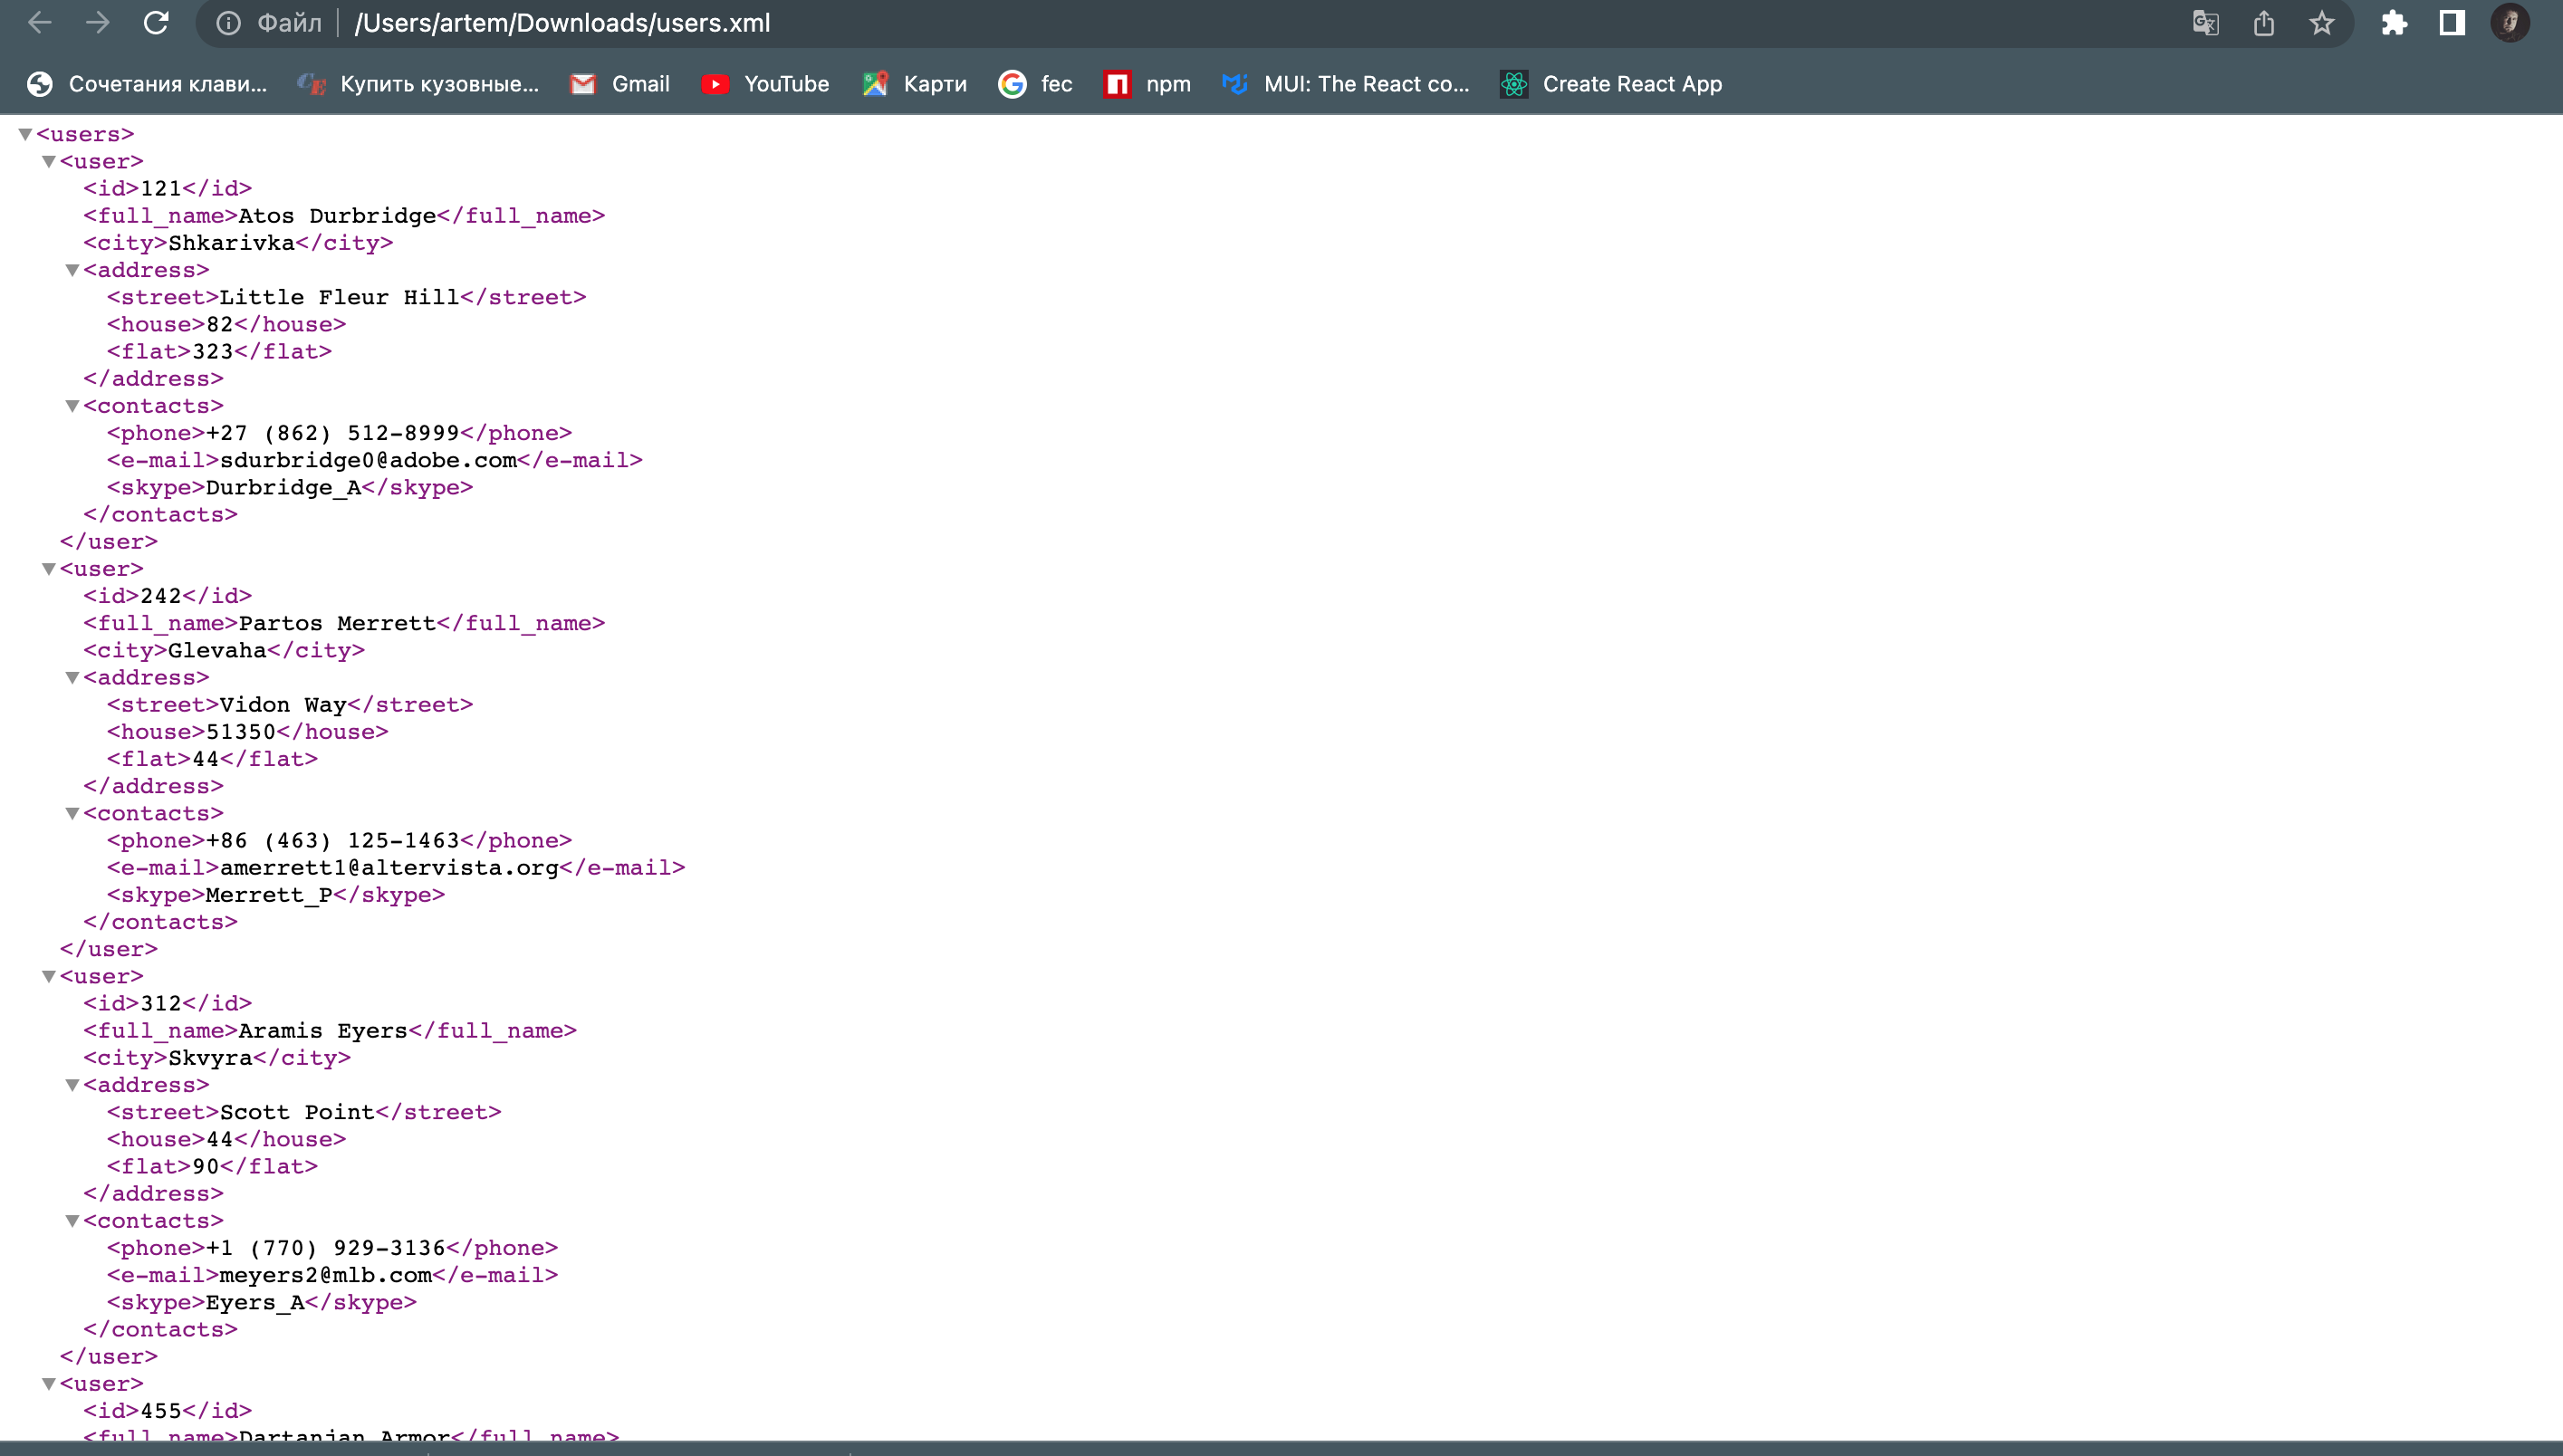 Файл /Users/artem/Downloads/users.xml
Сочетания клави... Купить кузовные... Gmail YouTube Карти fec npm MUI: The React co... Create React App
<users>
<user>
<id>121</id>
<full_name>Atos Durbridge</full_name>
<city>Shkarivka</city>
<address>
<street>Little Fleur Hill</street>
<house>82</house>
<flat>323</flat>
</address>
<contacts>
<phone>+27 (862) 512-8999</phone>
<e-mail>sdurbridge0@adobe.com</e-mail>
<skype>Durbridge_A</skype>
</contacts>
</user>
<user>
<id>242</id>
<full_name>Partos Merrett</full_name>
<city>Glevaha</city>
<address>
<street>Vidon Way</street>
<house>51350</house>
<flat>44</flat>
</address>
<contacts>
<phone>+86 (463) 125-1463</phone>
<e-mail>amerrett1@altervista.org</e-mail>
<skype>Merrett_P</skype>
</contacts>
</user>
<user>
<id>312</id>
<full_name>Aramis Eyers</full_name>
<city>Skvyra</city>
<address>
<street>Scott Point</street>
<house>44</house>
<flat>90</flat>
</address>
<contacts>
<phone>+1 (770) 929-3136</phone>
<e-mail>meyers2@mlb.com</e-mail>
<skype>Eyers_A</skype>
</contacts>
</user>
<user>
<id>455</id>
<full_name>Dartanian Armor</full_name>